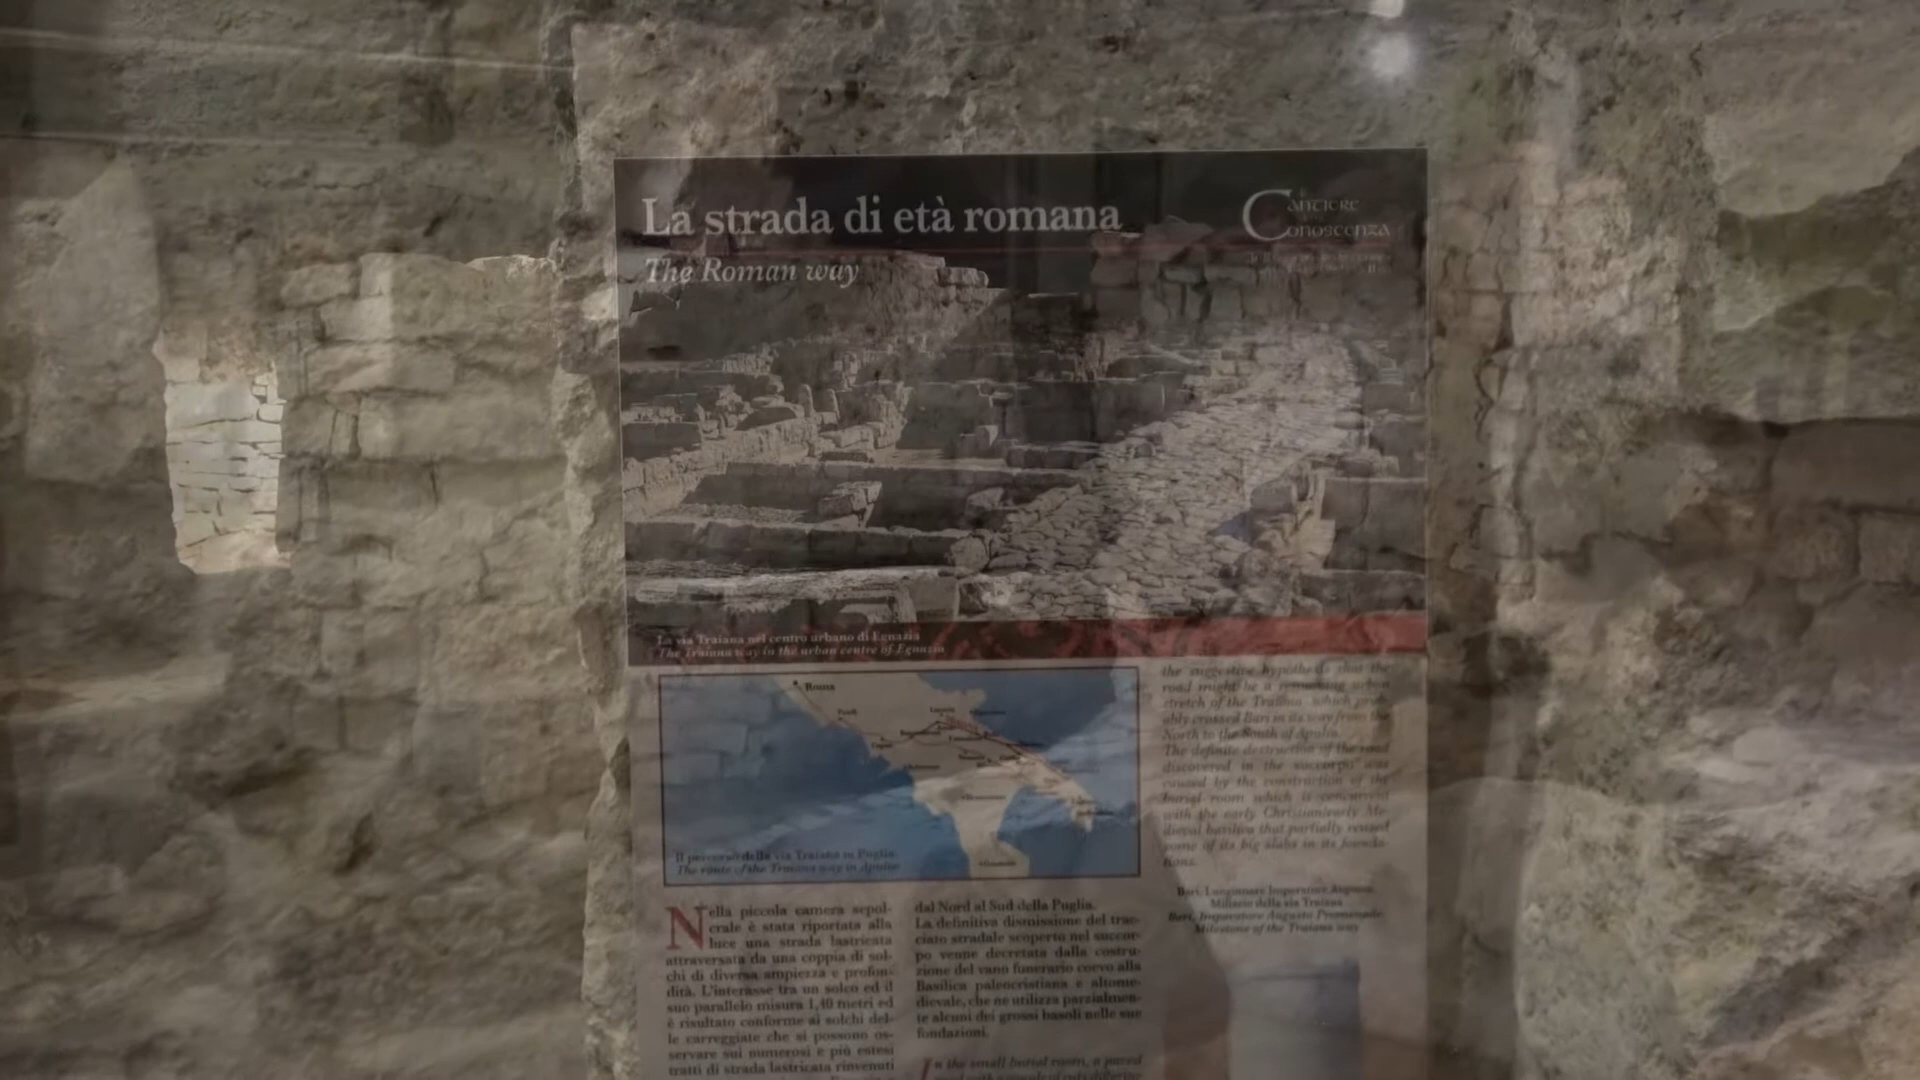 La strada di età romana
The Roman way
Cantiere
Conoscenza
La via Traiana nel centro urbano di Egnazia
The Traiana way in the urban centre of Egnazia
Roma
Il percorso della via Traiana in Puglia
The route of the Traiana way in Apulia
Nella piccola camera sepol-
crale è stata riportata alla
luce una strada lastricata
attraversata da una coppia di sol-
chi di diversa ampiezza e profon-
dità. L'interasse tra un solco ed il
suo parallelo misura 1,40 metri ed
è risultato conforme ai solchi del-
le carreggiate che si possono os-
servare sui numerosi e più estesi
tratti di strada lastricata rinvenuti
dal Nord al Sud della Puglia.
La definitiva dismissione del trac-
ciato stradale scoperto nel succor-
po venne decretata dalla costru-
zione del vano funerario coevo alla
Basilica paleocristiana e altome-
dievale, che ne utilizza parzialmen-
te alcuni dei grossi basoli nelle sue
fondazioni.
In the small burial room, a paved
the suggestive hypothesis that the
road might be a remaining urban
stretch of the Traiana which prob-
ably crossed Bari in its way from the
North to the South of Apulia.
The definite destruction of the road
discovered in the succorpo was
caused by the construction of the
burial room which is concurrent
with the early Christian/early Me-
dieval basilica that partially reused
some of its big slabs in its founda-
tions.
Bari, Lungomare Imperatore Augusto.
Miliario della via Traiana
Bari, Imperatore Augusto Promenade.
Milestone of the Traiana way